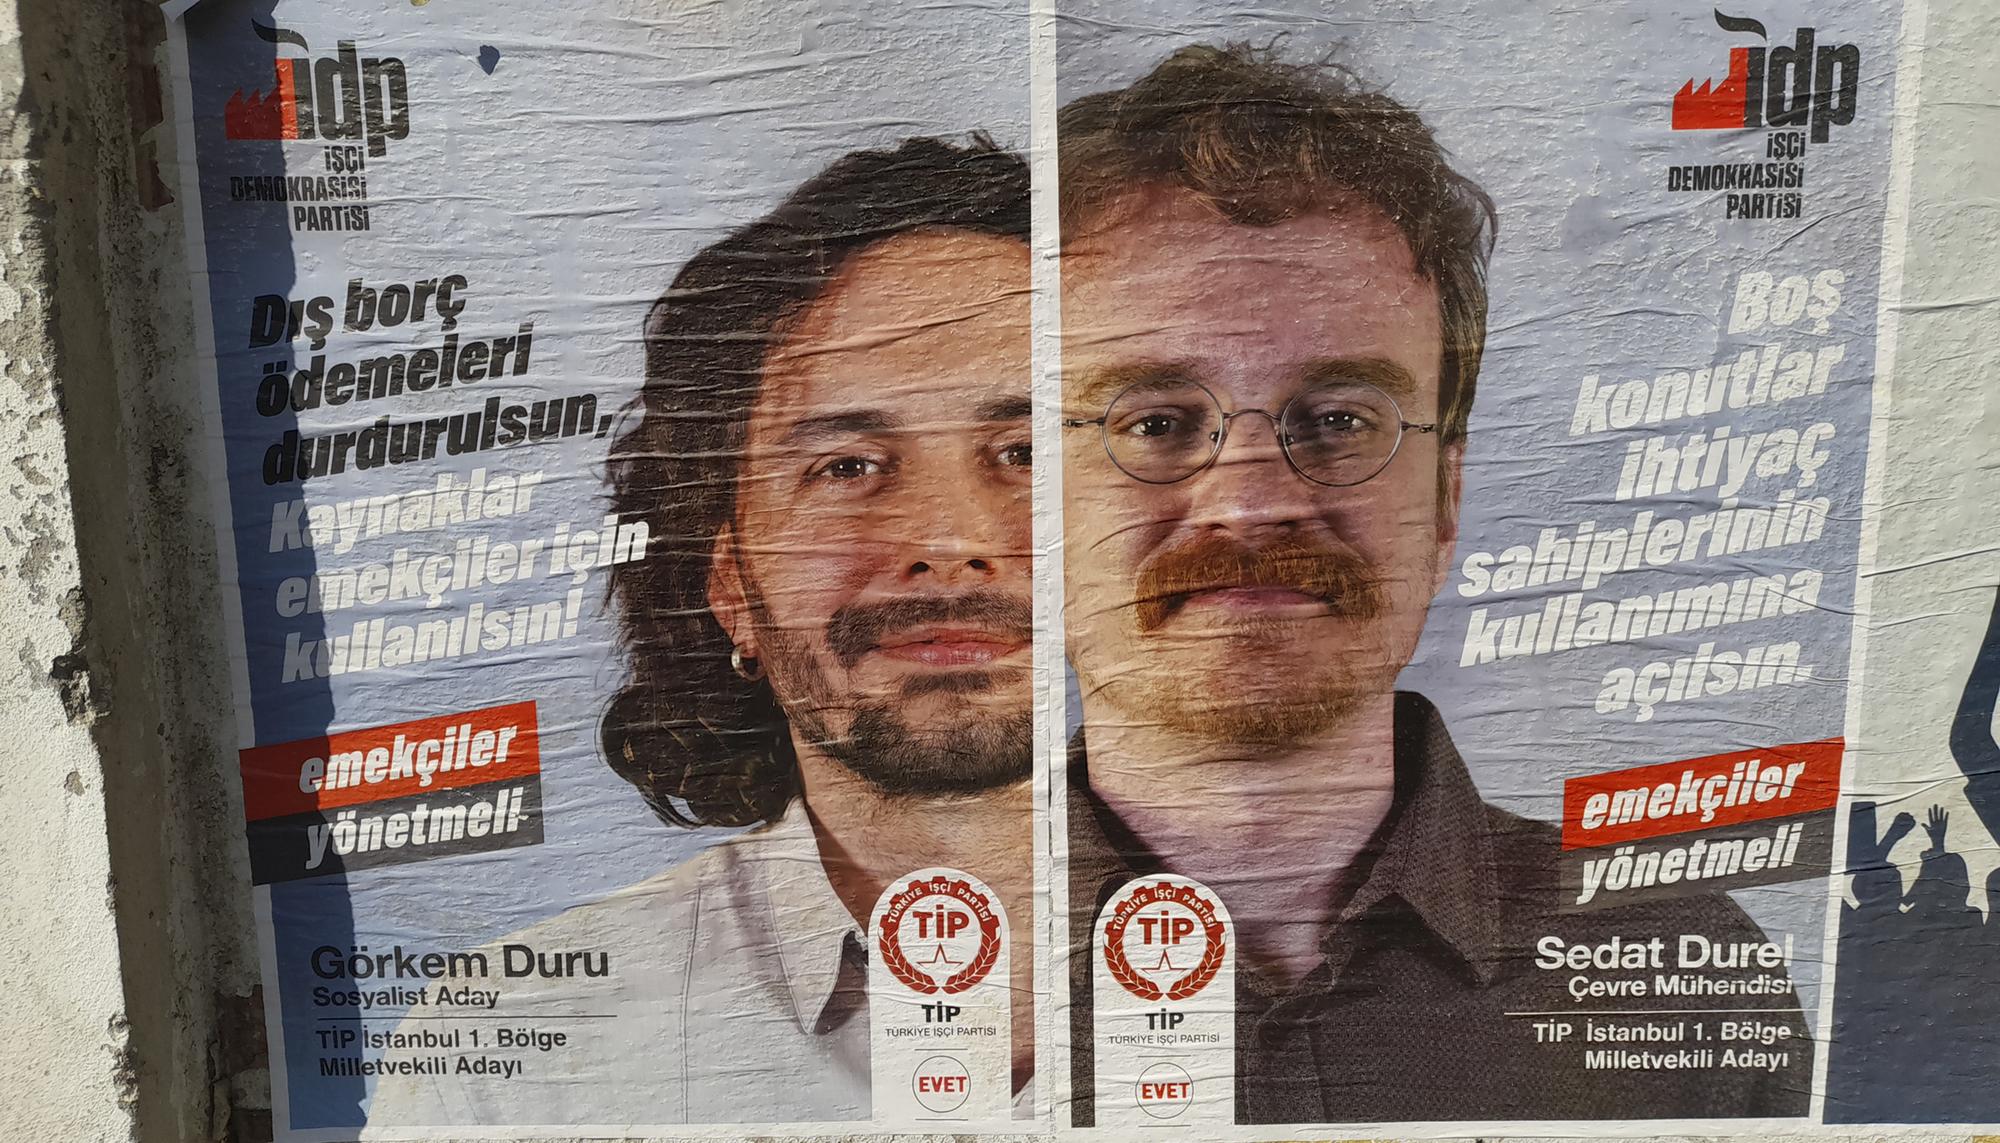 idp
İŞÇİ
DEMOKRASİSİ
PARTİSİ
Dış borç
ödemeleri
durdurulsun,
Kaynaklar
emekçiler için
kullanılsın!
emekçiler
yönetmeli
Görkem Duru
Sosyalist Aday
TİP İstanbul 1. Bölge
Milletvekili Adayı
TÜRKİYE İŞÇİ PARTİSİ
TİP
TİP
TÜRKİYE İŞÇİ PARTİSİ
EVET
idp
İŞÇİ
DEMOKRASİSİ
PARTİSİ
Boş
konutlar
ihtiyaç
sahiplerinin
kullanımına
açılsın.
emekçiler
yönetmeli
Sedat Durel
Çevre Mühendisi
TİP İstanbul 1. Bölge
Milletvekili Adayı
TÜRKİYE İŞÇİ PARTİSİ
TİP
TİP
TÜRKİYE İŞÇİ PARTİSİ
EVET